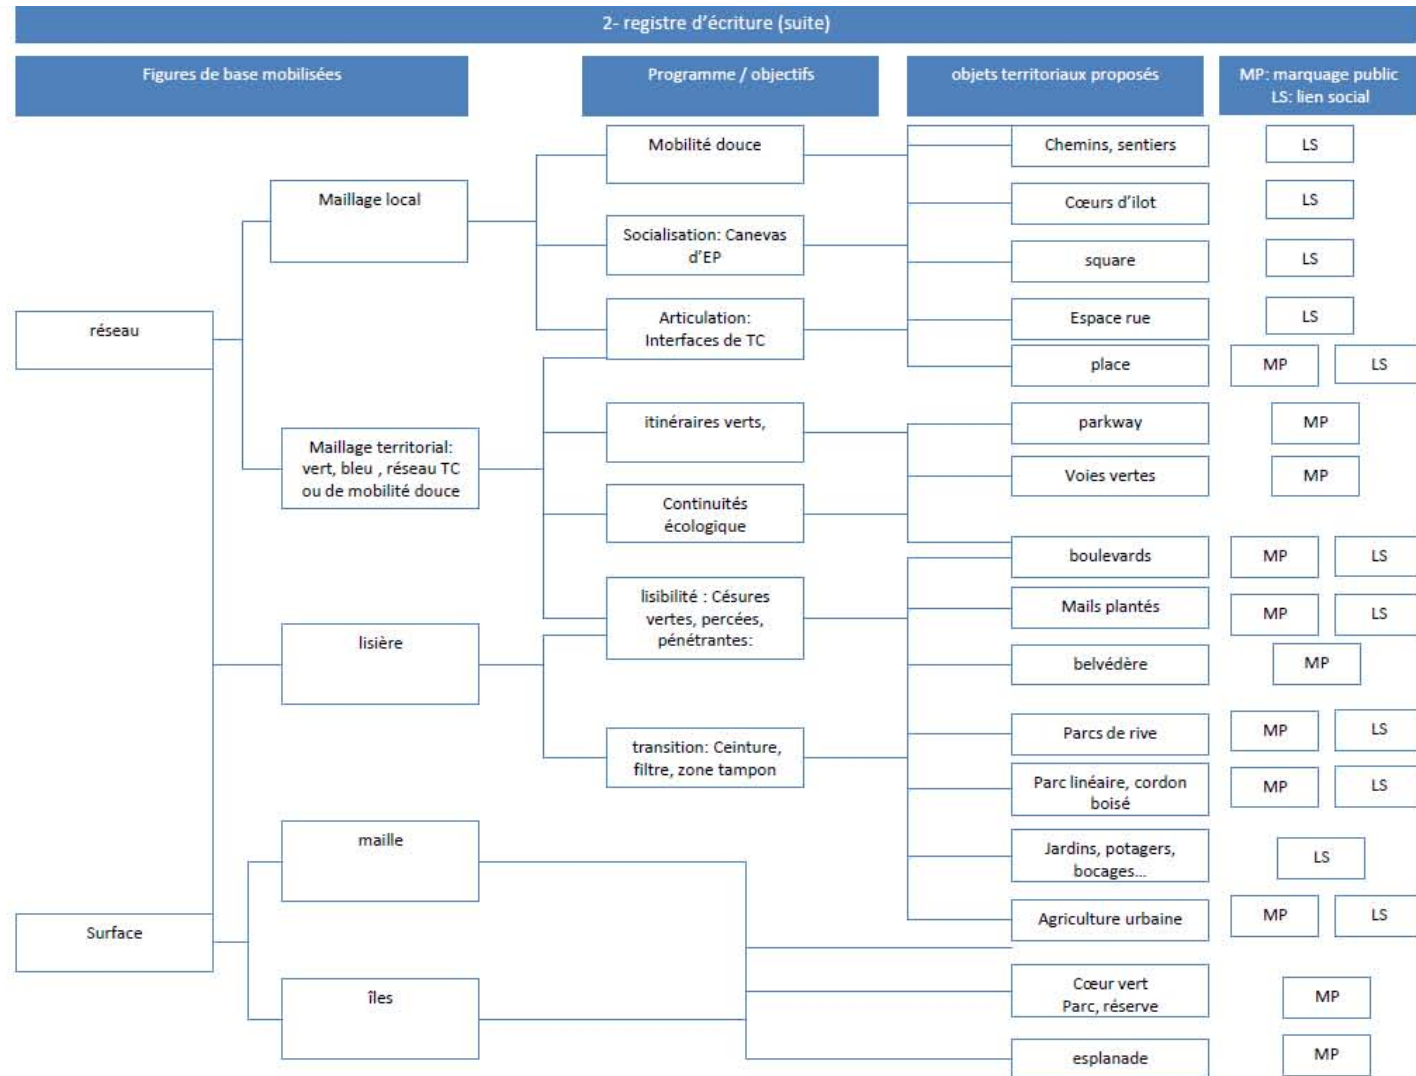 2- registre d'écriture (suite)
Figures de base mobilisées
Programme / objectifs
objets territoriaux proposés
MP: marquage public
LS: lien social
réseau
Surface
Maillage local
Maillage territorial:
vert, bleu , réseau TC
ou de mobilité douce
lisière
maille
îles
Mobilité douce
Socialisation: Canevas
d'EP
Articulation:
Interfaces de TC
itinéraires verts,
Continuités
écologique
lisibilité : Césures
vertes, percées,
pénétrantes:
transition: Ceinture,
filtre, zone tampon
Chemins, sentiers
LS
Cœurs d'ilot
LS
square
LS
Espace rue
LS
place
MP LS
parkway
MP
Voies vertes
MP
boulevards
MP LS
Mails plantés
MP LS
belvédère
MP
Parcs de rive
MP LS
Parc linéaire, cordon
boisé
MP LS
Jardins, potagers,
bocages...
LS
Agriculture urbaine
MP LS
Cœur vert
Parc, réserve
MP
esplanade
MP